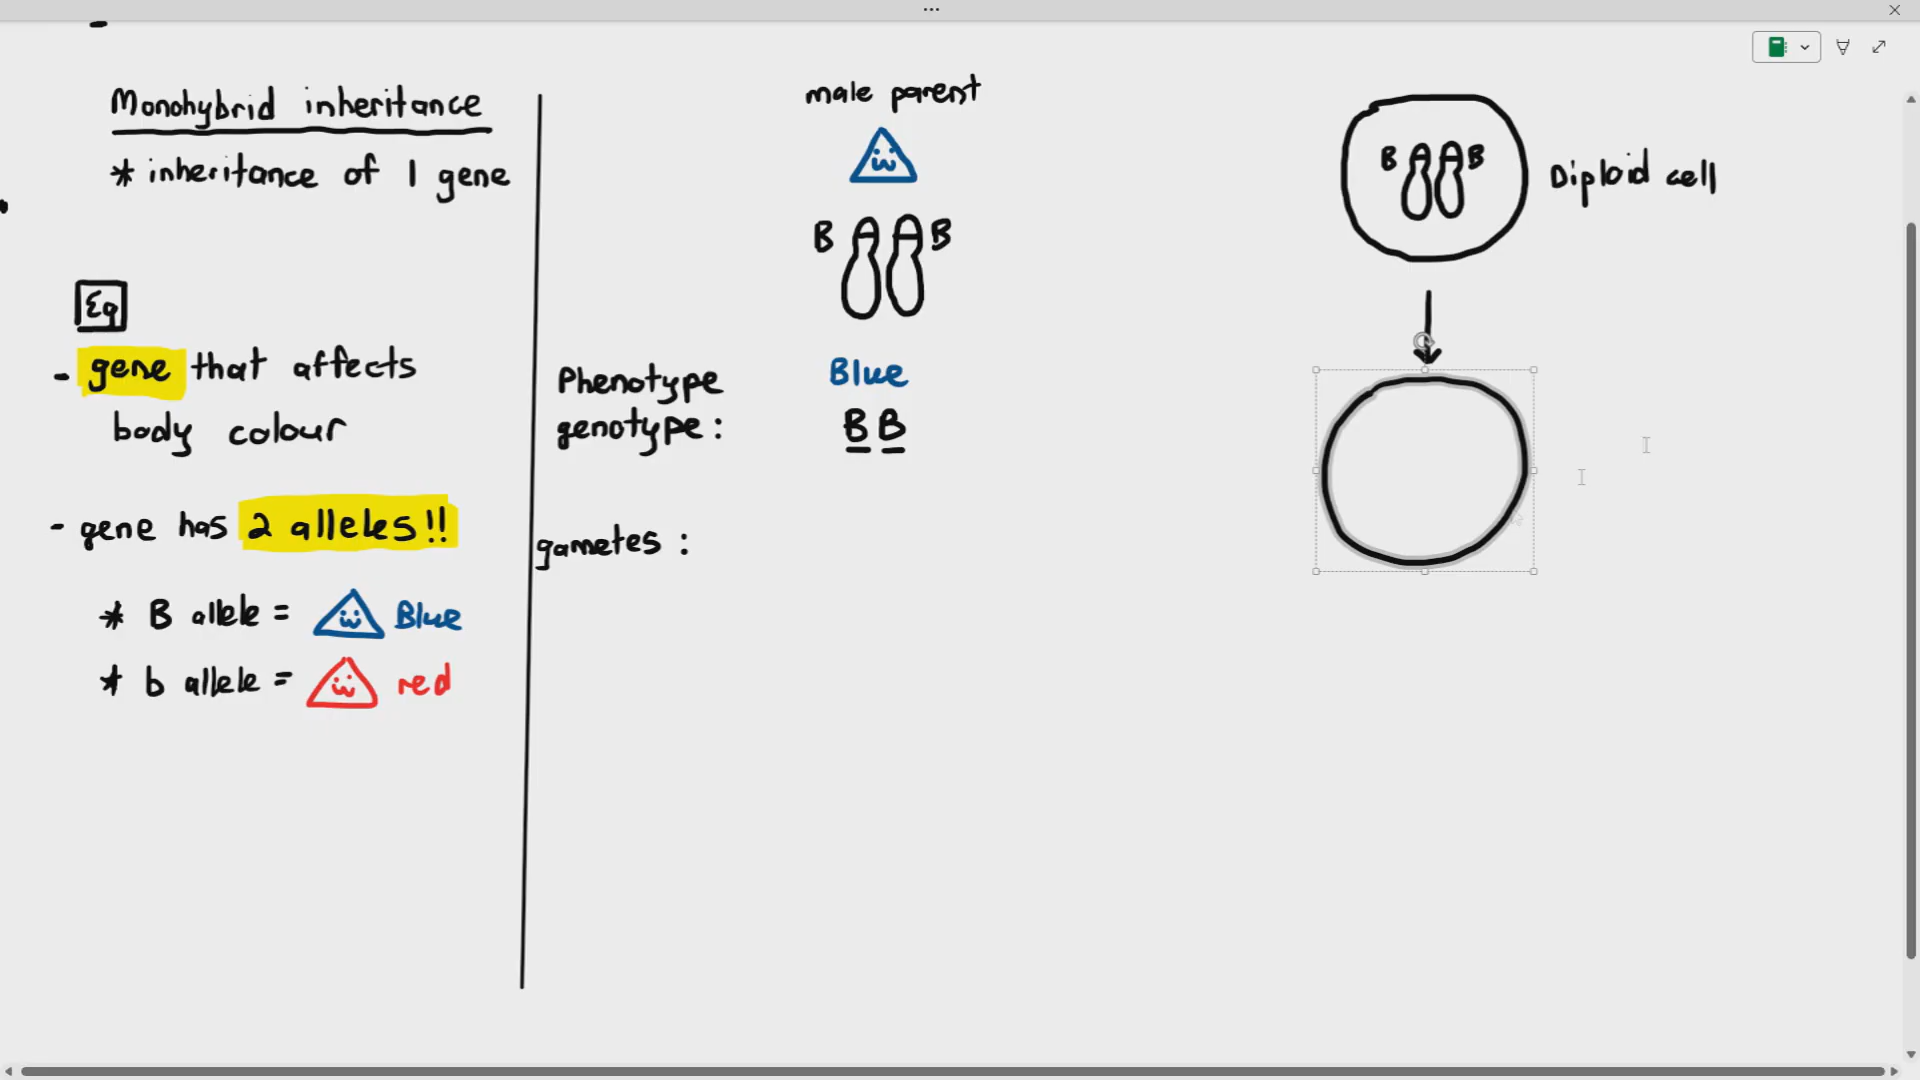 Monohybrid inheritance
* inheritance of 1 gene
Eg
- gene that affects
body colour
- gene has 2 alleles!!
* B allele = Blue
* b allele = red
male parent
B B
Phenotype Blue
genotype: B B
gametes:
B B Diploid cell